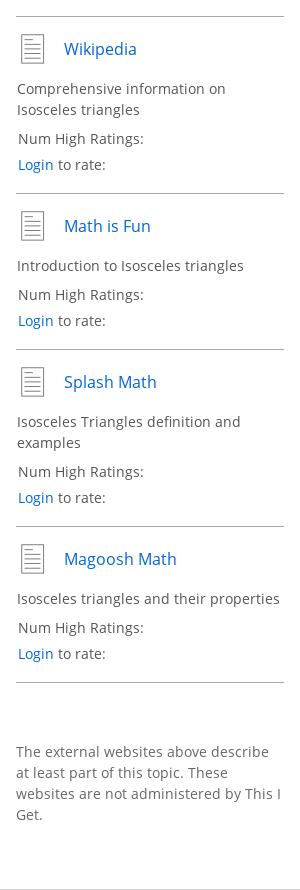 Wikipedia
Comprehensive information on
Isosceles triangles
Num High Ratings:
Login to rate:
Math is Fun
Introduction to Isosceles triangles
Num High Ratings:
Login to rate:
Splash Math
Isosceles Triangles definition and
examples
Num High Ratings:
Login to rate:
Magoosh Math
Isosceles triangles and their properties
Num High Ratings:
Login to rate:
The external websites above describe
at least part of this topic. These
websites are not administered by This I
Get.